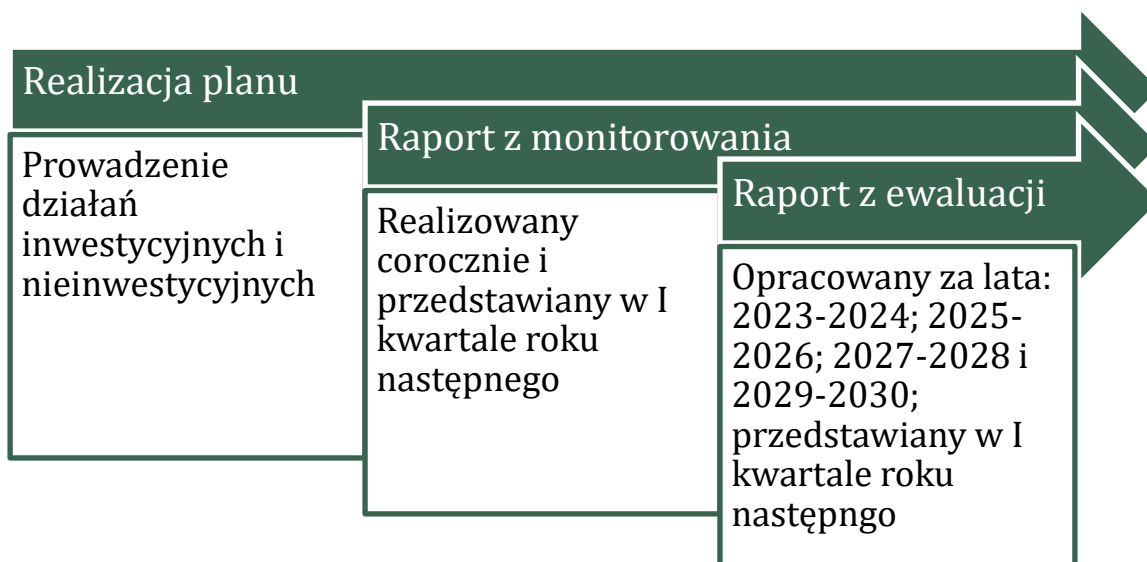 Realizacja planu
Prowadzenie
działań
inwestycyjnych i
nieinwestycyjnych
Raport z monitorowania
Realizowany
corocznie i
przedstawiany w I
kwartale roku
następnego
Raport z ewaluacji
Opracowany za lata:
2023-2024; 2025-
2026; 2027-2028 i
2029-2030;
przedstawiany w I
kwartale roku
następngo